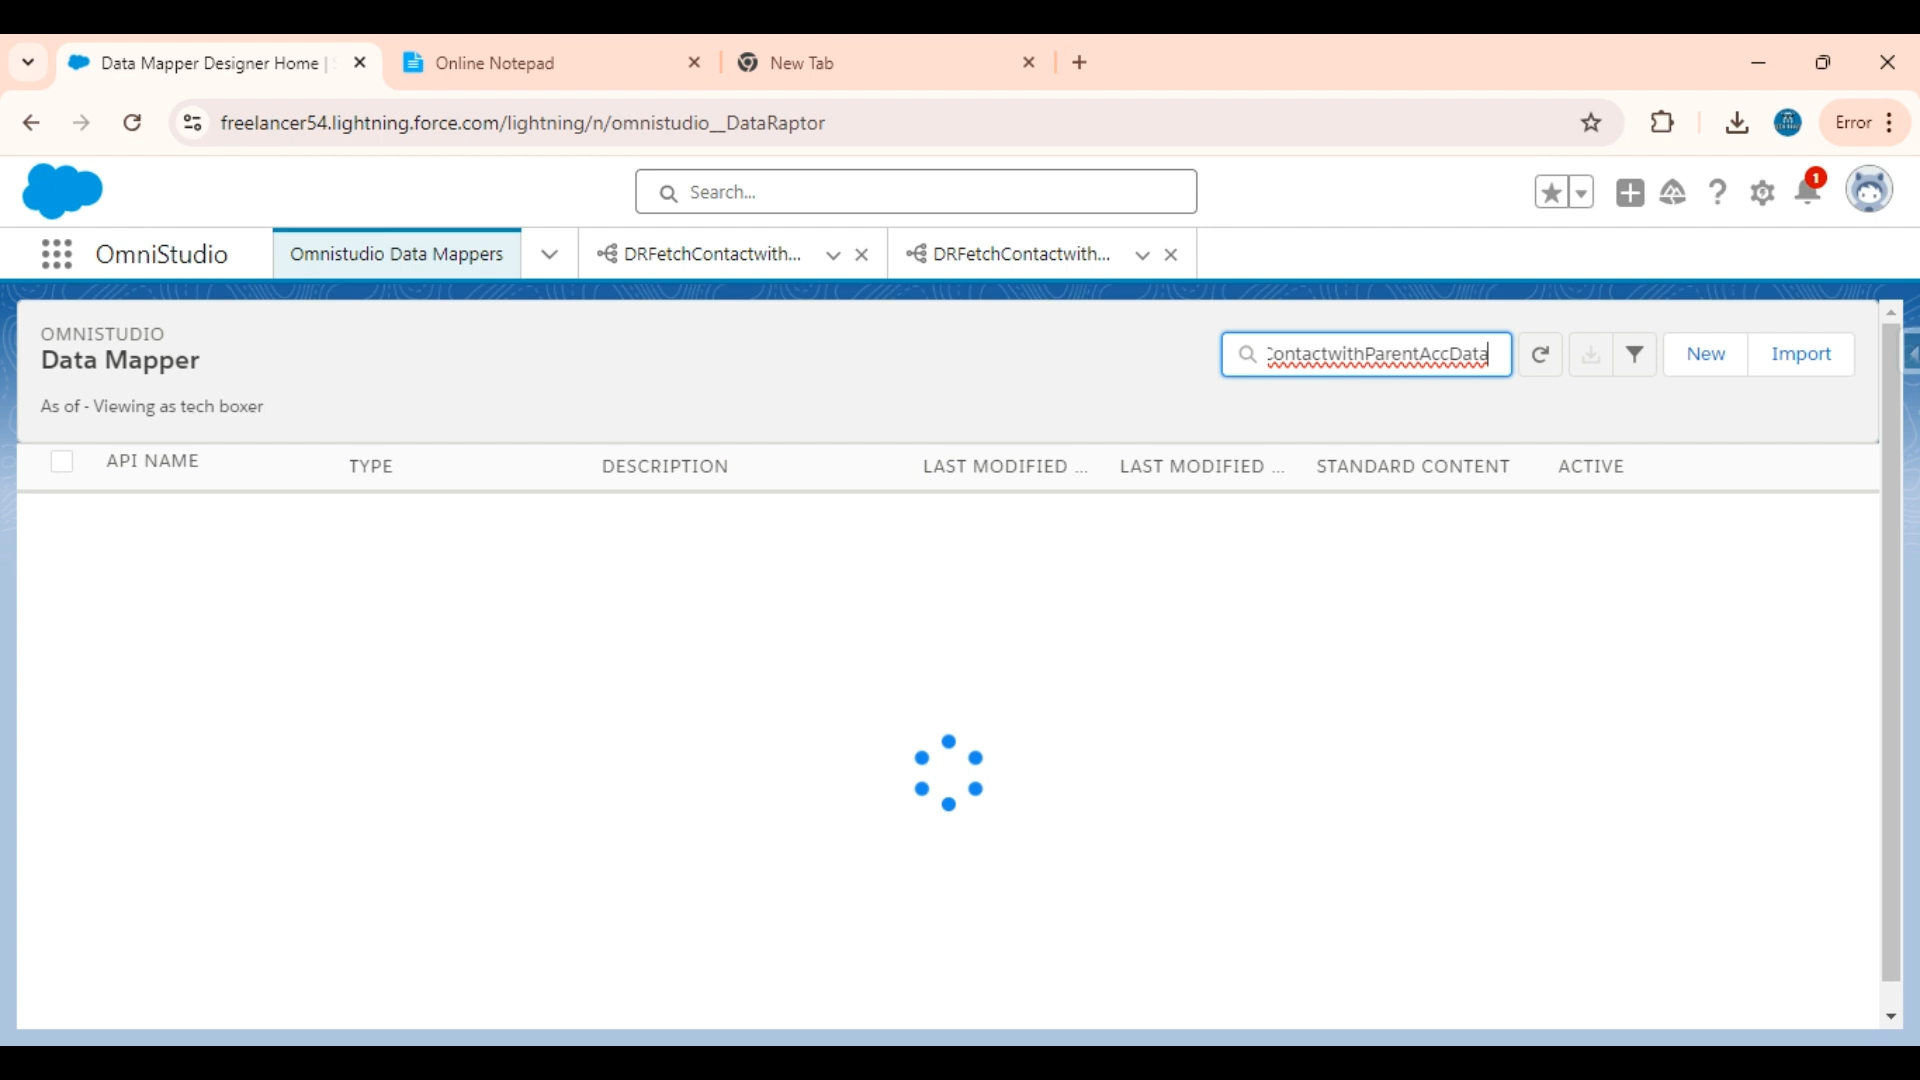 Data Mapper Designer Home |
Online Notepad
New Tab
freelancer54.lightning.force.com/lightning/n/omnistudio__DataRaptor
Error
Search...
1
OmniStudio
Omnistudio Data Mappers
DRFetchContactwith...
DRFetchContactwith...
OMNISTUDIO
Data Mapper
ContactwithParentAccData
New
Import
As of - Viewing as tech boxer
API NAME
TYPE
DESCRIPTION
LAST MODIFIED ...
LAST MODIFIED ...
STANDARD CONTENT
ACTIVE